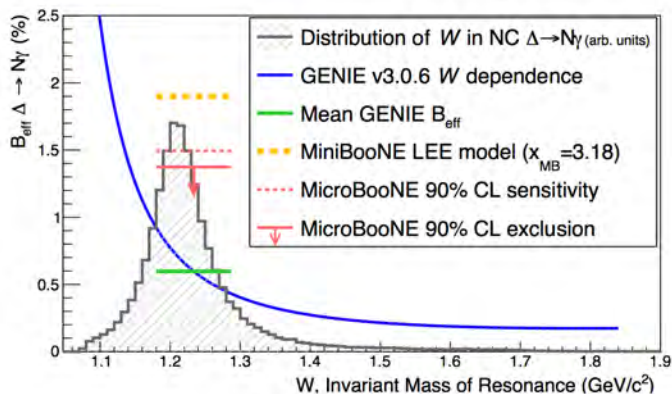 B_eff Δ → Nγ (%)
2.5
2
1.5
1
0.5
0
Distribution of W in NC Δ→Nγ (arb. units)
GENIE v3.0.6 W dependence
Mean GENIE B_eff
MiniBooNE LEE model (x_MB=3.18)
MicroBooNE 90% CL sensitivity
MicroBooNE 90% CL exclusion
1.1 1.2 1.3 1.4 1.5 1.6 1.7 1.8 1.9
W, Invariant Mass of Resonance (GeV/c²)